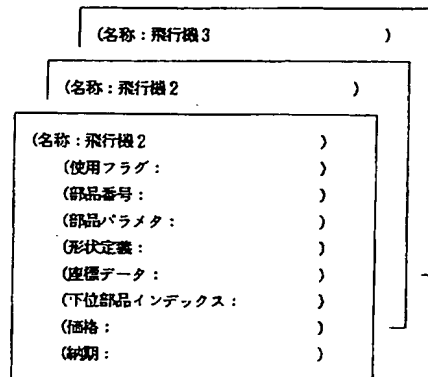 (名称：飛行機3 )
(名称：飛行機2 )
(名称：飛行機2 )
(使用フラグ： )
(部品番号： )
(部品パラメタ： )
(形状定義： )
(座標データ： )
(下位部品インデックス： )
(価格： )
(納期： )